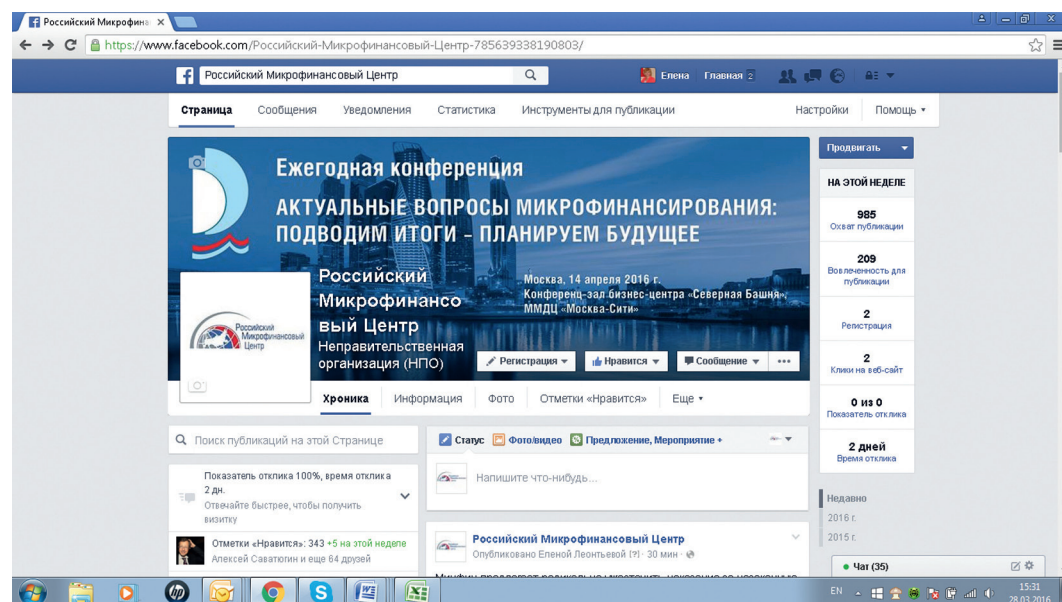 Российский Микрофин
https://www.facebook.com/Российский-Микрофинансовый-Центр-785639338190803/
Российский Микрофинансовый Центр
Елена Главная 2
Страница Сообщения Уведомления Статистика Инструменты для публикации Настройки Помощь
Ежегодная конференция
АКТУАЛЬНЫЕ ВОПРОСЫ МИКРОФИНАНСИРОВАНИЯ:
ПОДВОДИМ ИТОГИ – ПЛАНИРУЕМ БУДУЩЕЕ
Москва, 14 апреля 2016 г.
Конференц-зал бизнес-центра «Северная Башня»,
ММДЦ «Москва-Сити»
Российский
Микрофинансовый
Центр
Российский
Микрофинансо
вый Центр
Неправительственная
организация (НПО)
Регистрация Нравится Сообщение •••
Хроника Информация Фото Отметки «Нравится» Еще
Продвигать
НА ЭТОЙ НЕДЕЛЕ
985
Охват публикации
209
Вовлеченность для
публикации
2
Регистрация
2
Клики на веб-сайт
0 из 0
Показатель отклика
2 дней
Время отклика
Недавно
2016 г.
2015 г.
Поиск публикаций на этой Странице
Показатель отклика 100%, время отклика
2 дн.
Отвечайте быстрее, чтобы получить
визитку
Отметки «Нравится»: 343 +5 на этой неделе
Алексей Саватюгин и еще 64 друзей
Статус Фото/видео Предложение, Мероприятие +
Напишите что-нибудь...
Российский Микрофинансовый Центр
Опубликовано Еленой Леонтьевой [?] · 30 мин ·
Чат (35)
EN
15:31
28.03.2016